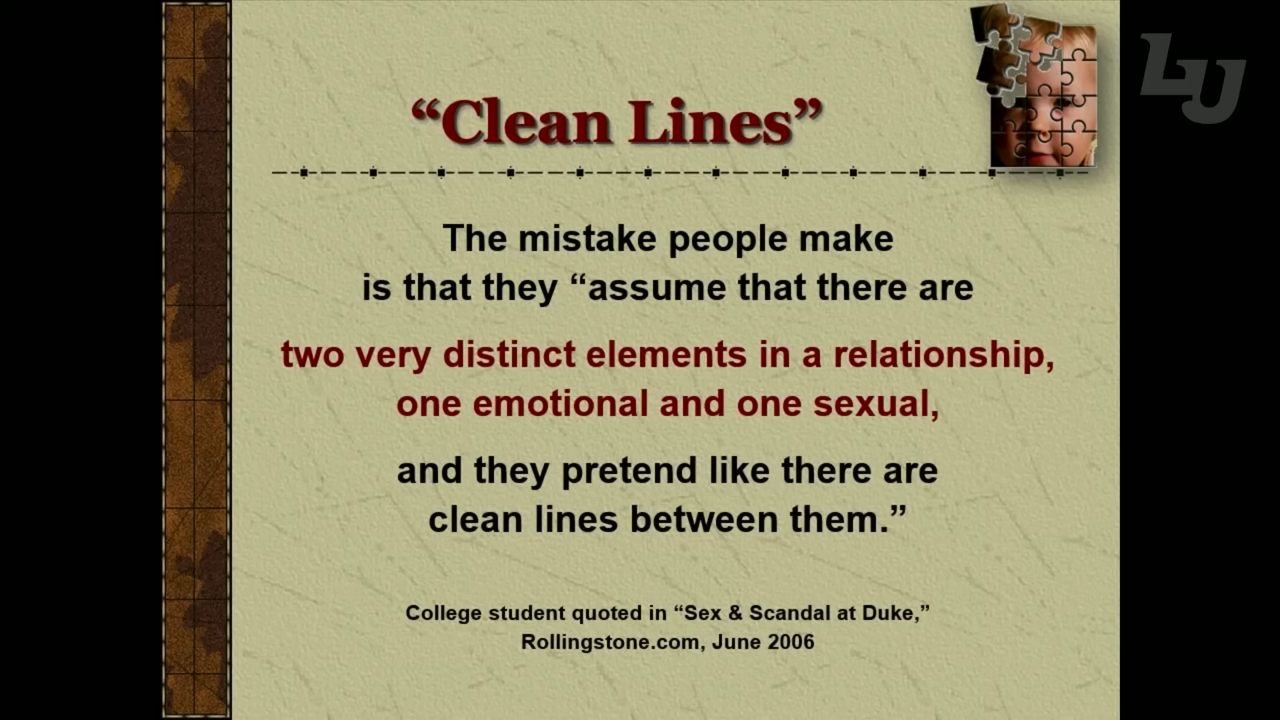 “Clean Lines”
LU
The mistake people make
is that they “assume that there are
two very distinct elements in a relationship,
one emotional and one sexual,
and they pretend like there are
clean lines between them.”
College student quoted in “Sex & Scandal at Duke,”
Rollingstone.com, June 2006